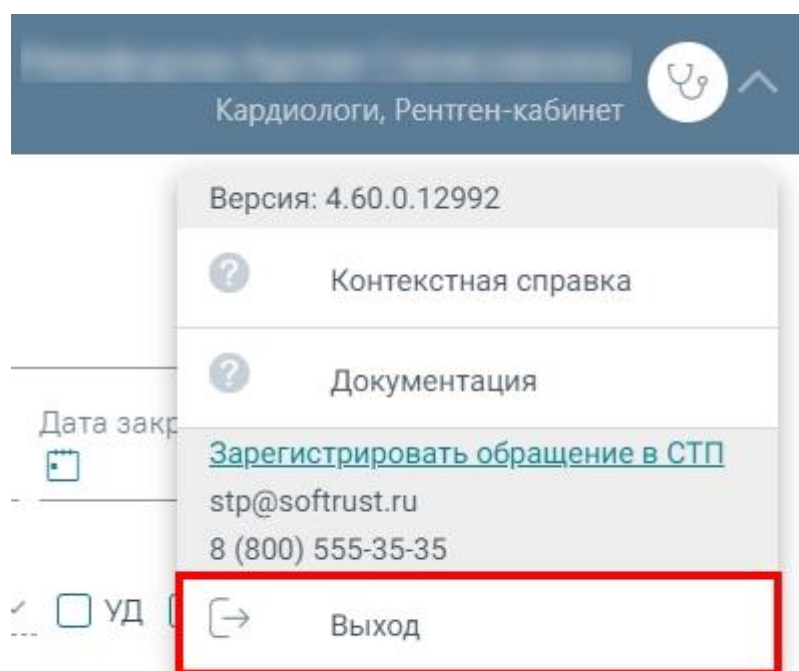 Кардиологи, Рентген-кабинет
Версия: 4.60.0.12992
Контекстная справка
Документация
Дата закр
Зарегистрировать обращение в СТП
stp@softrust.ru
8 (800) 555-35-35
УД
Выход